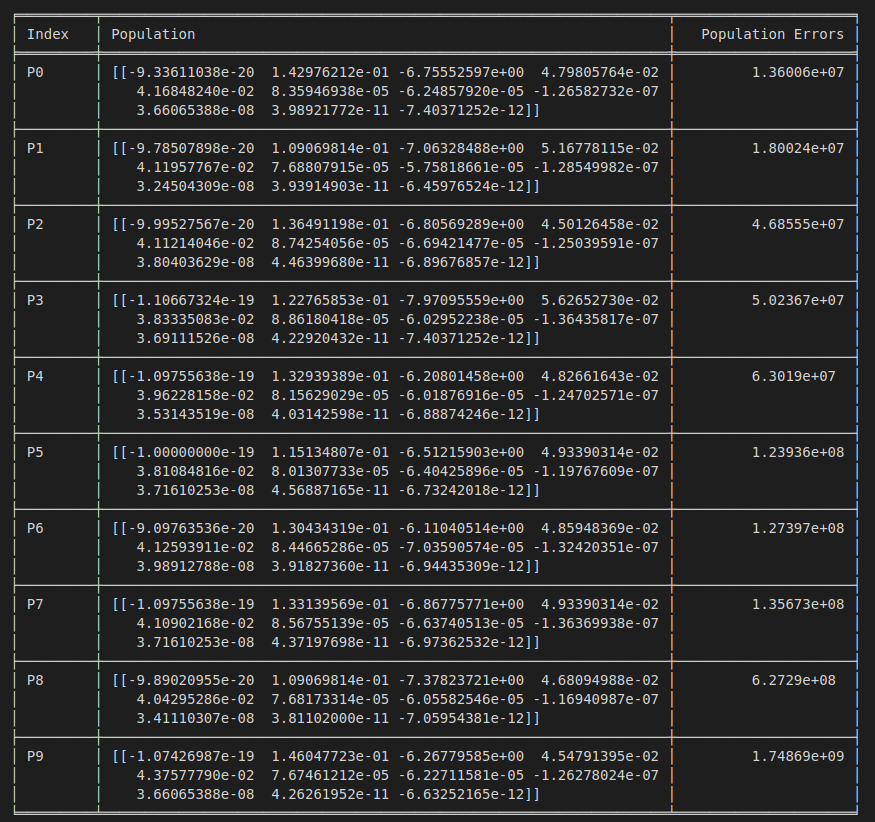 Index Population Population Errors
P0 [[-9.33611038e-20 1.42976212e-01 -6.75552597e+00 4.79805764e-02 1.36006e+07
4.16848240e-02 8.35946938e-05 -6.24857920e-05 -1.26582732e-07
3.66065388e-08 3.98921772e-11 -7.40371252e-12]]
P1 [[-9.78507898e-20 1.09069814e-01 -7.06328488e+00 5.16778115e-02 1.80024e+07
4.11957767e-02 7.68807915e-05 -5.75818661e-05 -1.28549982e-07
3.24504309e-08 3.93914903e-11 -6.45976524e-12]]
P2 [[-9.99527567e-20 1.36491198e-01 -6.80569289e+00 4.50126458e-02 4.68555e+07
4.11214046e-02 8.74254056e-05 -6.69421477e-05 -1.25039591e-07
3.80403629e-08 4.46399680e-11 -6.89676857e-12]]
P3 [[-1.10667324e-19 1.22765853e-01 -7.97095559e+00 5.62652730e-02 5.02367e+07
3.83335083e-02 8.86180418e-05 -6.02952238e-05 -1.36435817e-07
3.69111526e-08 4.22920432e-11 -7.40371252e-12]]
P4 [[-1.09755638e-19 1.32939389e-01 -6.20801458e+00 4.82661643e-02 6.3019e+07
3.96228158e-02 8.15629029e-05 -6.01876916e-05 -1.24702571e-07
3.53143519e-08 4.03142598e-11 -6.88874246e-12]]
P5 [[-1.00000000e-19 1.15134807e-01 -6.51215903e+00 4.93390314e-02 1.23936e+08
3.81084816e-02 8.01307733e-05 -6.40425896e-05 -1.19767609e-07
3.71610253e-08 4.56887165e-11 -6.73242018e-12]]
P6 [[-9.09763536e-20 1.30434319e-01 -6.11040514e+00 4.85948369e-02 1.27397e+08
4.12593911e-02 8.44665286e-05 -7.03590574e-05 -1.32420351e-07
3.98912788e-08 3.91827360e-11 -6.94435309e-12]]
P7 [[-1.09755638e-19 1.33139569e-01 -6.86775771e+00 4.93390314e-02 1.35673e+08
4.10902168e-02 8.56755139e-05 -6.63740513e-05 -1.36369938e-07
3.71610253e-08 4.37197698e-11 -6.97362532e-12]]
P8 [[-9.89020955e-20 1.09069814e-01 -7.37823721e+00 4.68094988e-02 6.2729e+08
4.04295286e-02 7.68173314e-05 -6.05582546e-05 -1.16940987e-07
3.41110307e-08 3.81102000e-11 -7.05954381e-12]]
P9 [[-1.07426987e-19 1.46047723e-01 -6.26779585e+00 4.54791395e-02 1.74869e+09
4.37577790e-02 7.67461212e-05 -6.22711581e-05 -1.26278024e-07
3.66065388e-08 4.26261952e-11 -6.63252165e-12]]